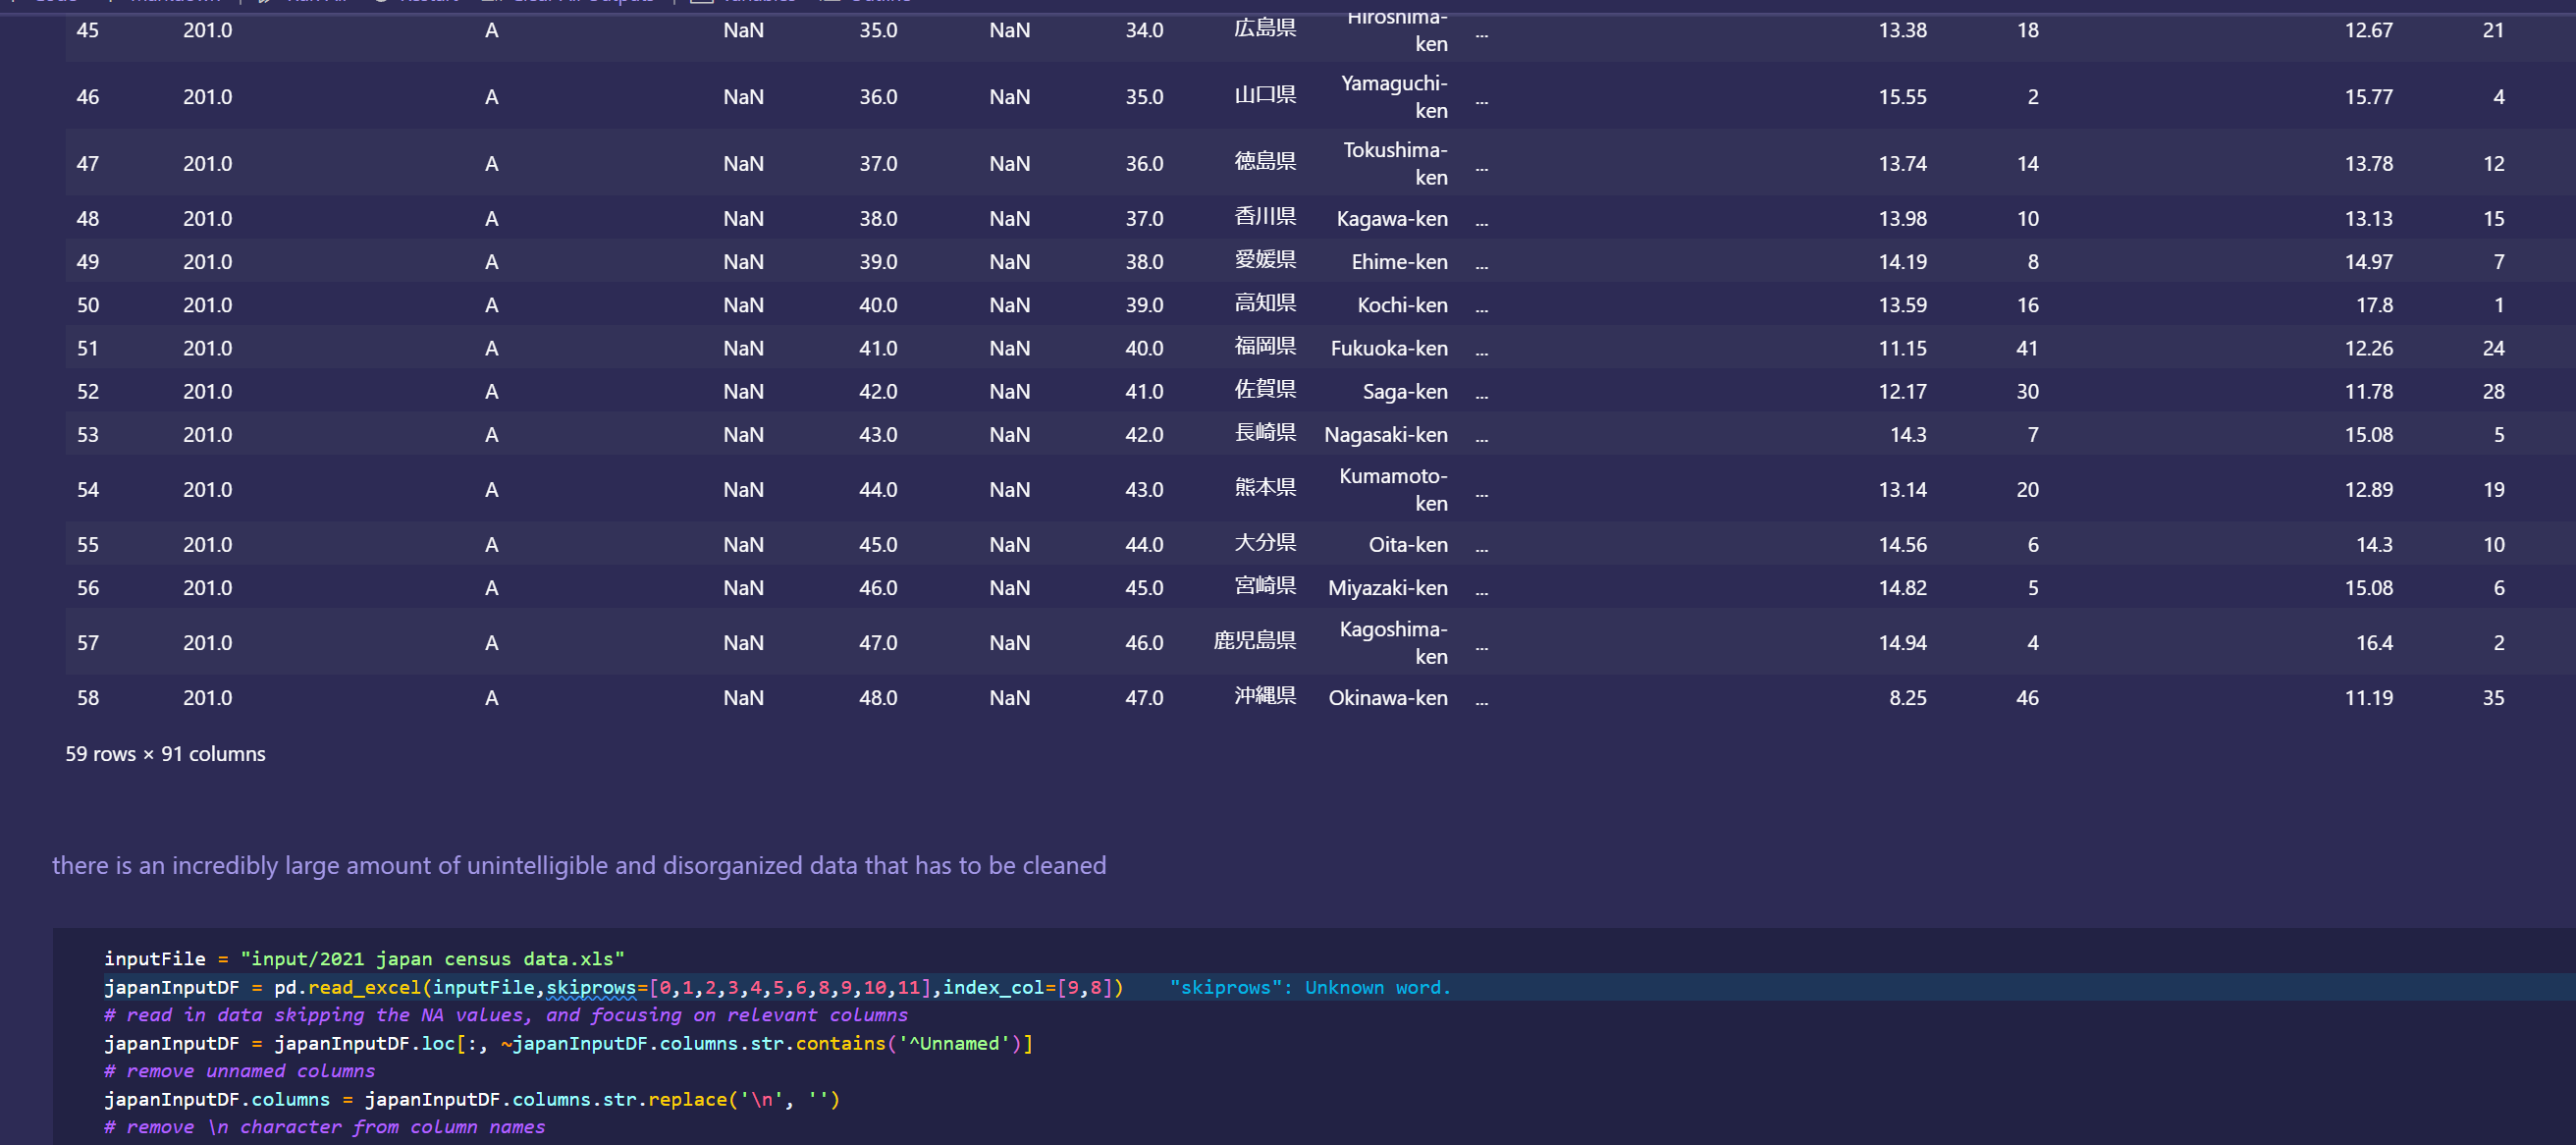 45 201.0 A NaN 35.0 NaN 34.0 広島県 Hiroshima-ken ... 13.38 18 12.67 21
46 201.0 A NaN 36.0 NaN 35.0 山口県 Yamaguchi-ken ... 15.55 2 15.77 4
47 201.0 A NaN 37.0 NaN 36.0 徳島県 Tokushima-ken ... 13.74 14 13.78 12
48 201.0 A NaN 38.0 NaN 37.0 香川県 Kagawa-ken ... 13.98 10 13.13 15
49 201.0 A NaN 39.0 NaN 38.0 愛媛県 Ehime-ken ... 14.19 8 14.97 7
50 201.0 A NaN 40.0 NaN 39.0 高知県 Kochi-ken ... 13.59 16 17.8 1
51 201.0 A NaN 41.0 NaN 40.0 福岡県 Fukuoka-ken ... 11.15 41 12.26 24
52 201.0 A NaN 42.0 NaN 41.0 佐賀県 Saga-ken ... 12.17 30 11.78 28
53 201.0 A NaN 43.0 NaN 42.0 長崎県 Nagasaki-ken ... 14.3 7 15.08 5
54 201.0 A NaN 44.0 NaN 43.0 熊本県 Kumamoto-ken ... 13.14 20 12.89 19
55 201.0 A NaN 45.0 NaN 44.0 大分県 Oita-ken ... 14.56 6 14.3 10
56 201.0 A NaN 46.0 NaN 45.0 宮崎県 Miyazaki-ken ... 14.82 5 15.08 6
57 201.0 A NaN 47.0 NaN 46.0 鹿児島県 Kagoshima-ken ... 14.94 4 16.4 2
58 201.0 A NaN 48.0 NaN 47.0 沖縄県 Okinawa-ken ... 8.25 46 11.19 35
59 rows × 91 columns
there is an incredibly large amount of unintelligible and disorganized data that has to be cleaned
inputFile = "input/2021 japan census data.xls"
japanInputDF = pd.read_excel(inputFile,skiprows=[0,1,2,3,4,5,6,8,9,10,11],index_col=[9,8]) "skiprows": Unknown word.
# read in data skipping the NA values, and focusing on relevant columns
japanInputDF = japanInputDF.loc[:, ~japanInputDF.columns.str.contains('^Unnamed')]
# remove unnamed columns
japanInputDF.columns = japanInputDF.columns.str.replace('\n', '')
# remove \n character from column names